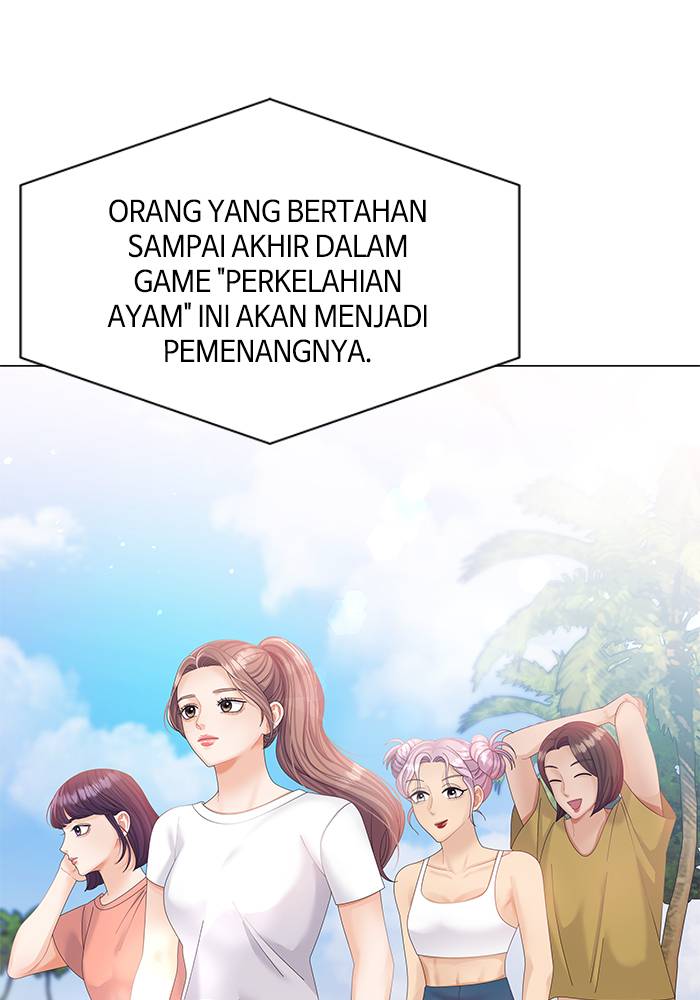 ORANG YANG BERTAHAN
SAMPAI AKHIR DALAM
GAME "PERKELAHIAN
AYAM" INI AKAN MENJADI
PEMENANGNYA.